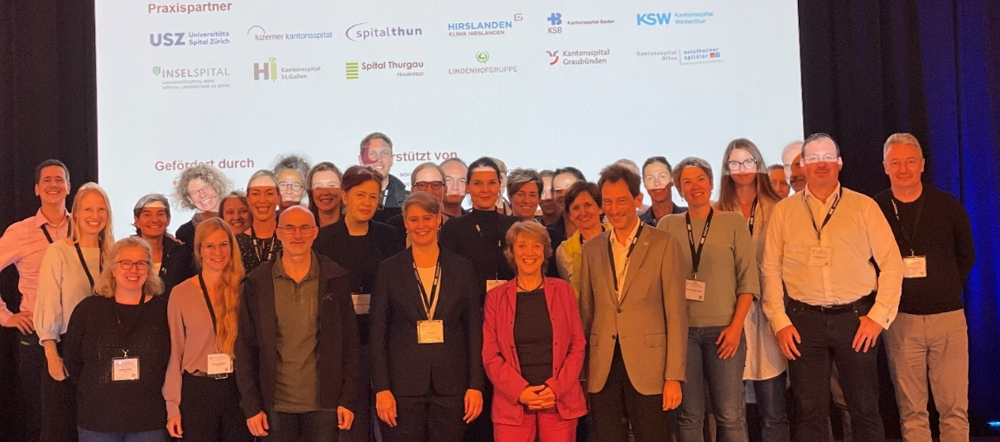 Praxispartner
USZ Universitäts
Spital Zürich
luzerner kantonsspital
spitalthun
HIRSLANDEN
KLINIK HIRSLANDEN
KSB Kantonsspital Baden
KSW Kantonsspital
Winterthur
INSELSPITAL
UNIVERSITÄTSSPITAL BERN
HÔPITAL UNIVERSITAIRE DE BERNE
Kantonsspital
St.Gallen
Spital Thurgau
FRAUENFELD
LINDENHOFGRUPPE
Kantonsspital
Graubünden
Kantonsspital
Olten
solothurner
spitäler
Gefördert durch
rstützt von